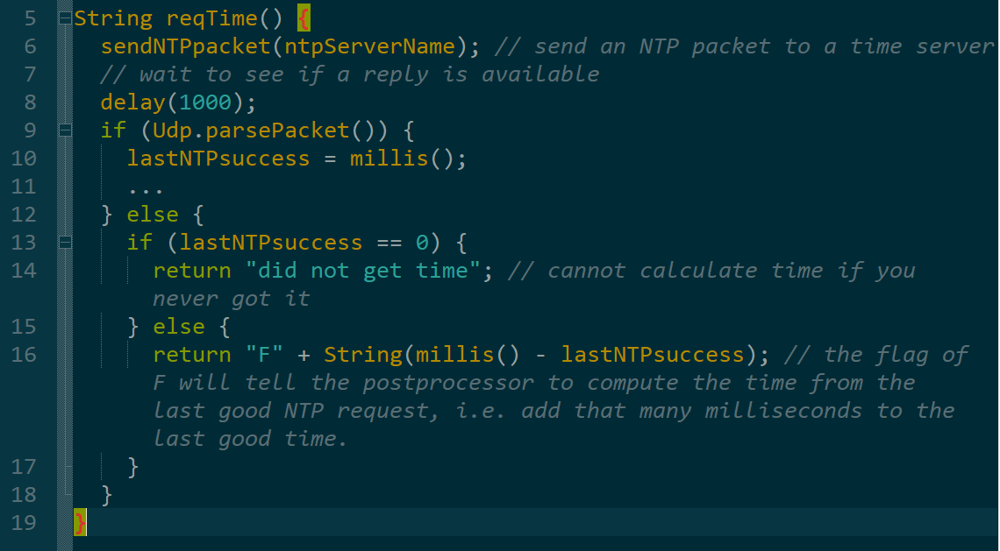 5 String reqTime() {
6 sendNTPpacket(ntpServerName); // send an NTP packet to a time server
7 // wait to see if a reply is available
8 delay(1000);
9 if (Udp.parsePacket()) {
10 lastNTPsuccess = millis();
11 ...
12 } else {
13 if (lastNTPsuccess == 0) {
14 return "did not get time"; // cannot calculate time if you
never got it
15 } else {
16 return "F" + String(millis() - lastNTPsuccess); // the flag of
F will tell the postprocessor to compute the time from the
last good NTP request, i.e. add that many milliseconds to the
last good time.
17 }
18 }
19 }